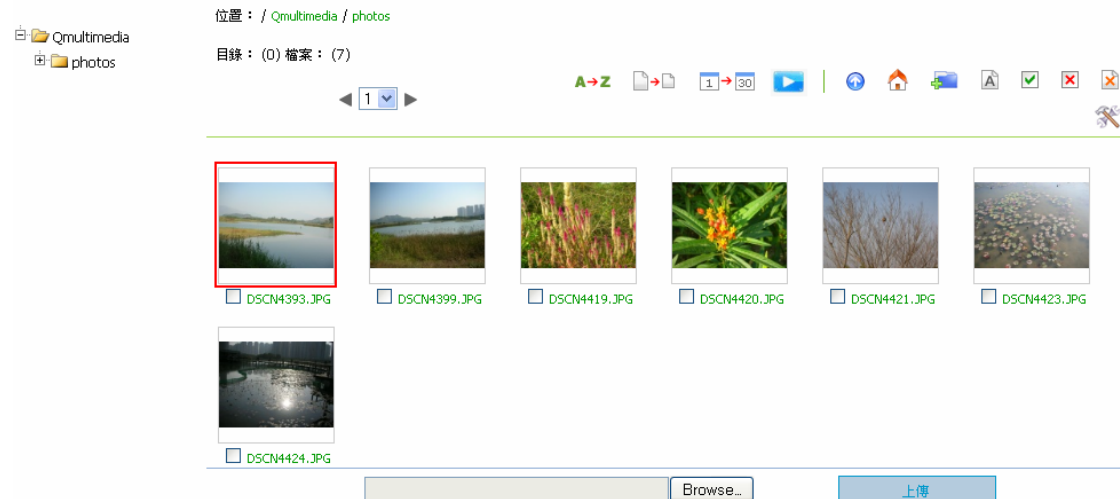 位置： / Qmultimedia / photos
Qmultimedia
photos
目錄： (0) 檔案： (7)
A→Z 1 → 30 A
1
DSCN4393.JPG DSCN4399.JPG DSCN4419.JPG DSCN4420.JPG DSCN4421.JPG DSCN4423.JPG
DSCN4424.JPG
Browse... 上傳